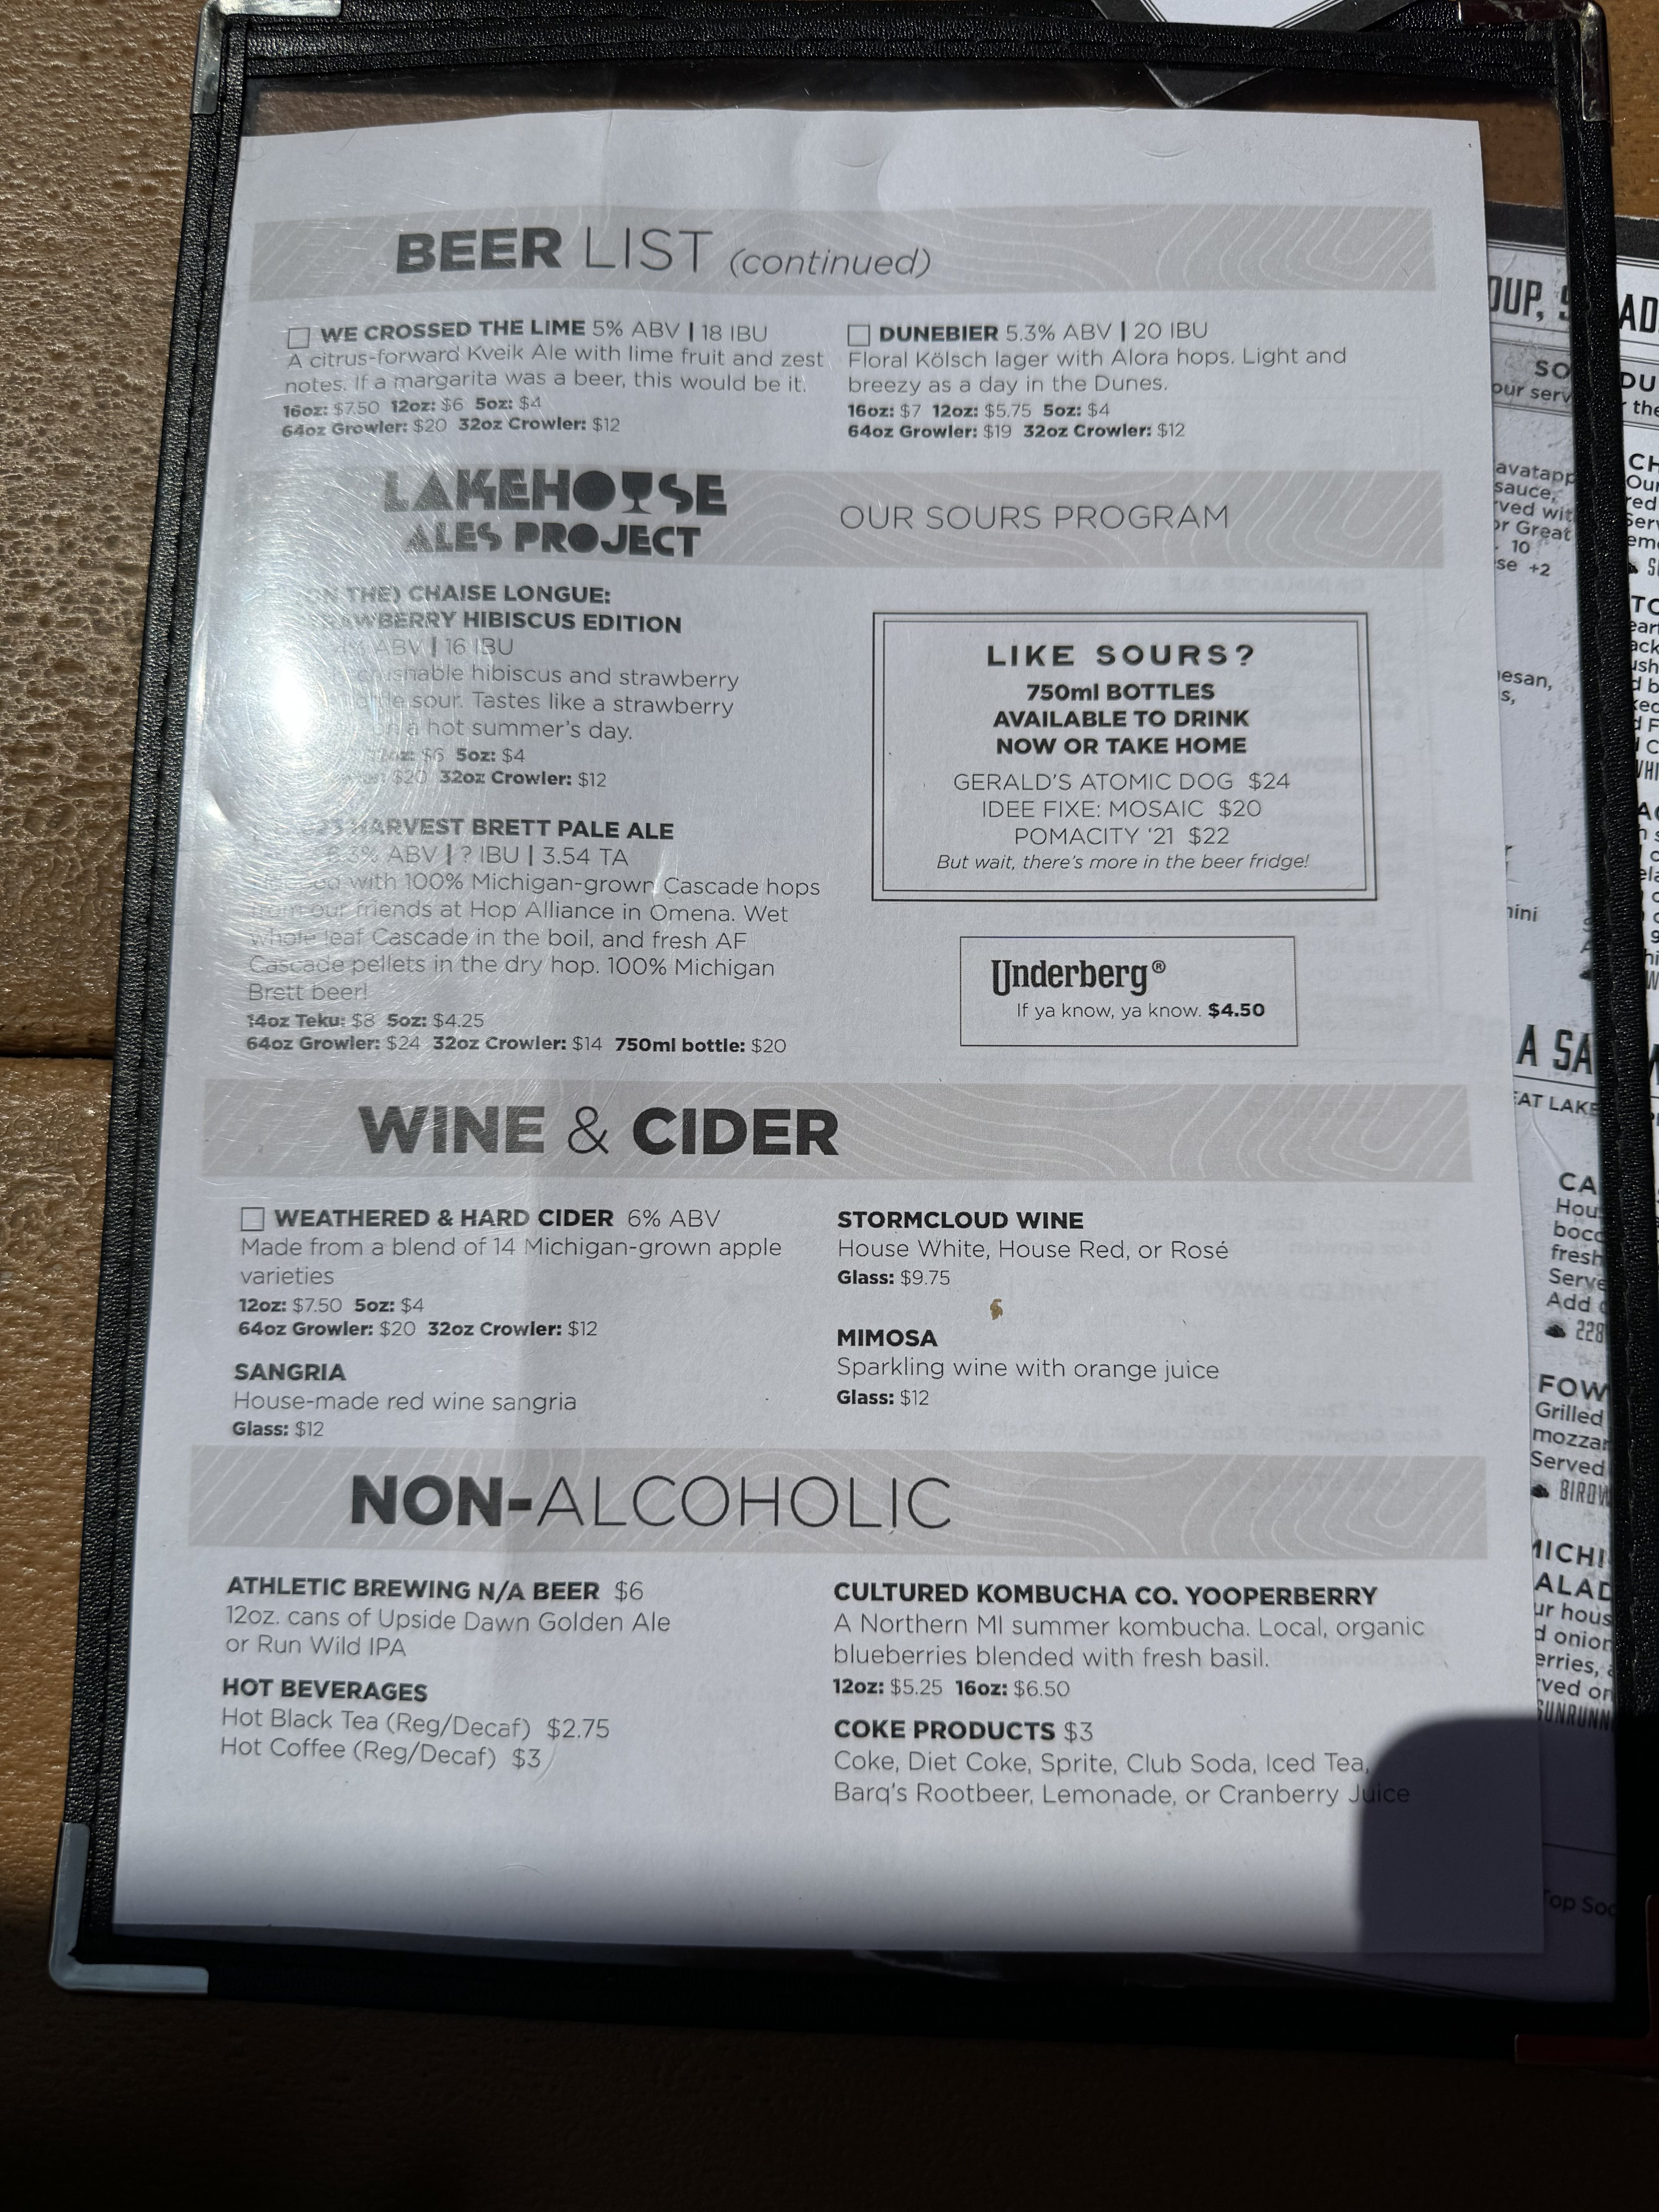 BEER LIST (continued)
WE CROSSED THE LIME 5% ABV | 18 IBU
A citrus-forward Kveik Ale with lime fruit and zest
notes. If a margarita was a beer, this would be it.
16oz: $7.50 12oz: $6 5oz: $4
64oz Growler: $20 32oz Crowler: $12
DUNEBIER 5.3% ABV | 20 IBU
Floral Kölsch lager with Alora hops. Light and
breezy as a day in the Dunes.
16oz: $7 12oz: $5.75 5oz: $4
64oz Growler: $19 32oz Crowler: $12
LAKEHOUSE
ALES PROJECT
OUR SOURS PROGRAM
THE) CHAISE LONGUE:
HIBISCUS EDITION
ABV | 16 IBU
hibiscus and strawberry
sour. Tastes like a strawberry
a hot summer's day.
$6 5oz: $4
$20 32oz Crowler: $12
HARVEST BRETT PALE ALE
6.3% ABV | ? IBU | 3.54 TA
with 100% Michigan-grown Cascade hops
from our friends at Hop Alliance in Omena. Wet
whole leaf Cascade in the boil, and fresh AF
Cascade pellets in the dry hop. 100% Michigan
Brett beer!
14oz Teku: $8 5oz: $4.25
64oz Growler: $24 32oz Crowler: $14 750ml bottle: $20
LIKE SOURS?
750ml BOTTLES
AVAILABLE TO DRINK
NOW OR TAKE HOME
GERALD'S ATOMIC DOG $24
IDEE FIXE: MOSAIC $20
POMACITY '21 $22
But wait, there's more in the beer fridge!
Underberg®
If ya know, ya know. $4.50
WINE & CIDER
WEATHERED & HARD CIDER 6% ABV
Made from a blend of 14 Michigan-grown apple
varieties
12oz: $7.50 5oz: $4
64oz Growler: $20 32oz Crowler: $12
SANGRIA
House-made red wine sangria
Glass: $12
STORMCLOUD WINE
House White, House Red, or Rosé
Glass: $9.75
MIMOSA
Sparkling wine with orange juice
Glass: $12
NON-ALCOHOLIC
ATHLETIC BREWING N/A BEER $6
12oz. cans of Upside Dawn Golden Ale
or Run Wild IPA
HOT BEVERAGES
Hot Black Tea (Reg/Decaf) $2.75
Hot Coffee (Reg/Decaf) $3
CULTURED KOMBUCHA CO. YOOPERBERRY
A Northern MI summer kombucha. Local, organic
blueberries blended with fresh basil.
12oz: $5.25 16oz: $6.50
COKE PRODUCTS $3
Coke, Diet Coke, Sprite, Club Soda, Iced Tea,
Barq's Rootbeer, Lemonade, or Cranberry Juice
sauce,
10
+2
A
Add
228
Grilled
Served